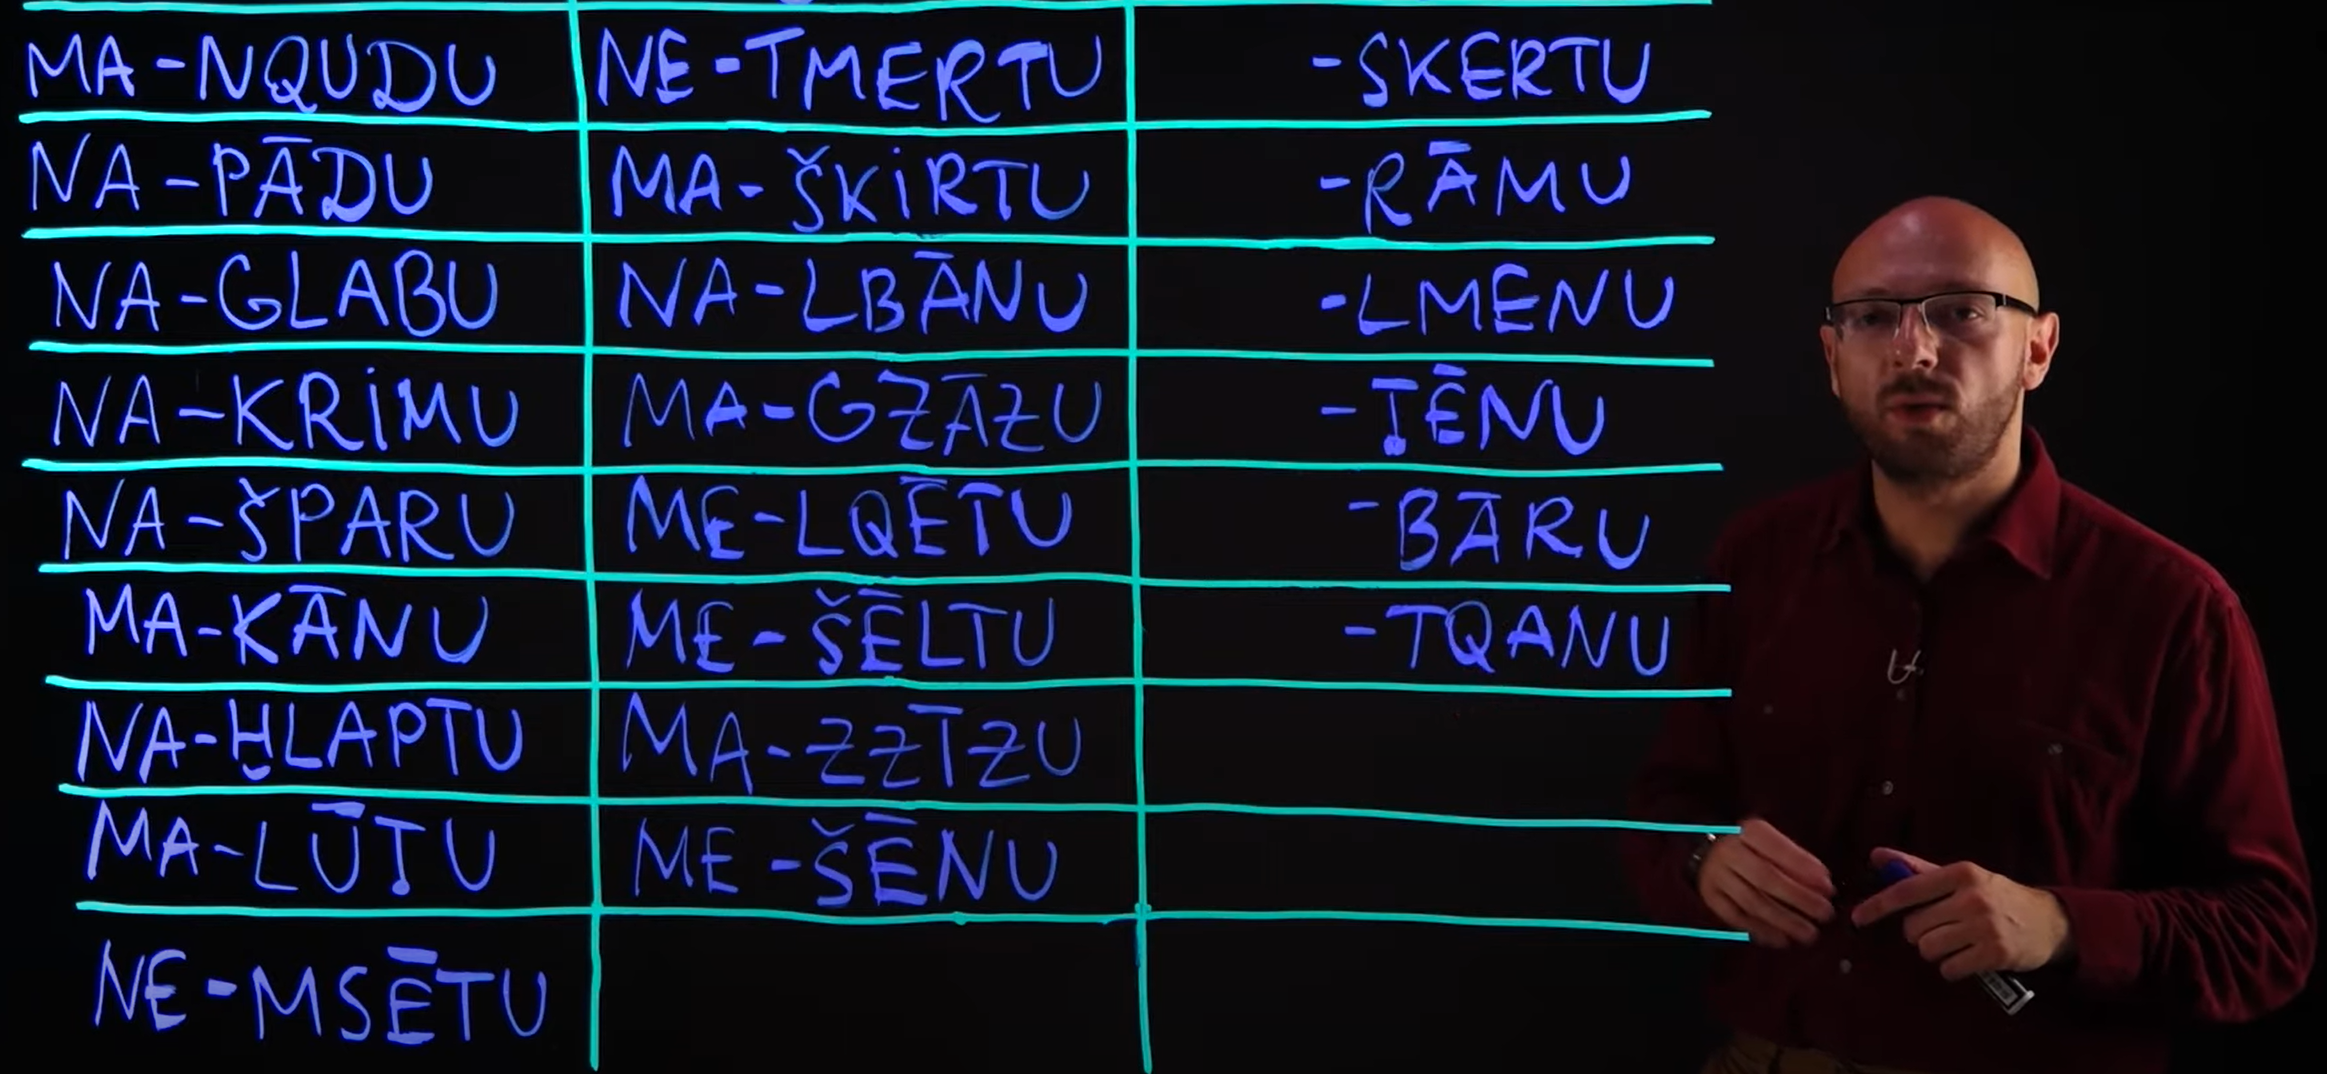 MA-NQUDU NE-TMERTU -SKERTU
NA-PĀDU MA-ŠKiRTU -RĀMU
NA-GLABU NA-LBĀNU -LMENU
NA-KRiMU MA-GZĀZU -ṬĒNU
NA-ŠPARU ME-LQĒTU -BĀRU
MA-KĀNU ME-ŠĒLTU -TQANU
NA-ḪLAPTU MA-ZZĪZU
MA-LŪṬU ME-ŠĒNU
NE-MSĒTU